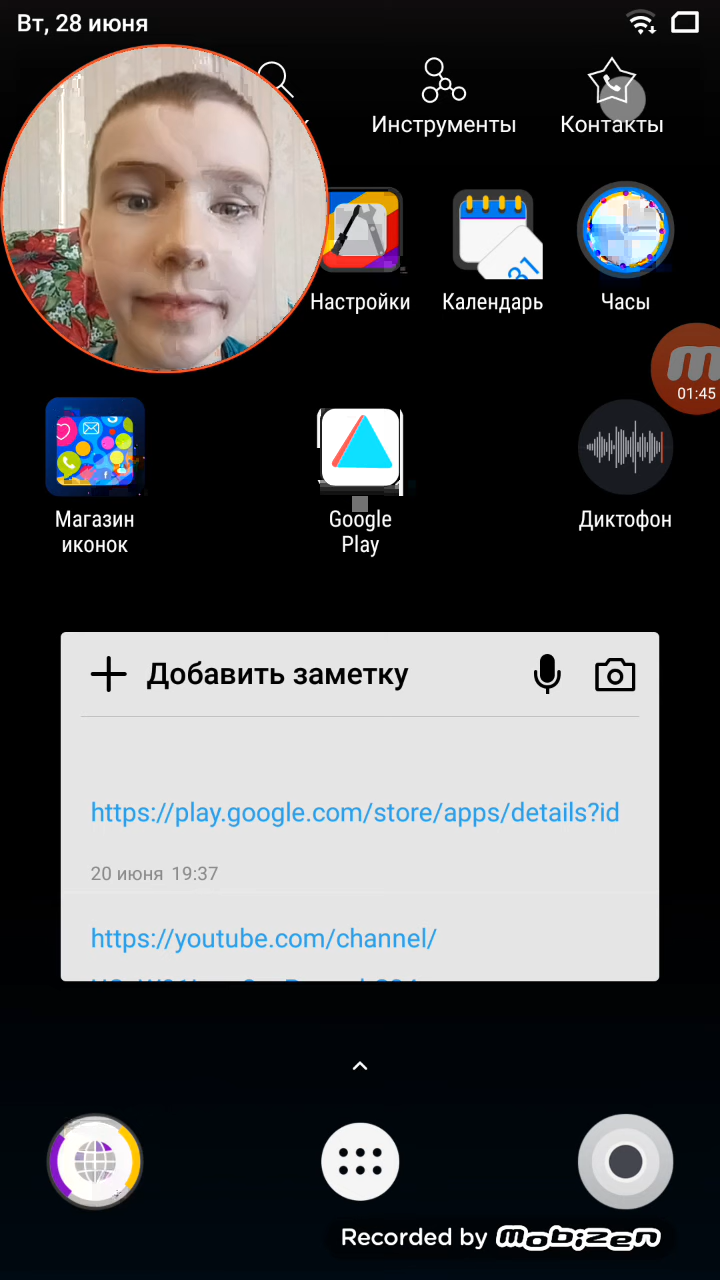 Вт, 28 июня
Инструменты
Контакты
Настройки
Календарь
Часы
31
01:45
Магазин
иконок
Google
Play
Диктофон
Добавить заметку
https://play.google.com/store/apps/details?id
20 июня 19:37
https://youtube.com/channel/
Recorded by mobizen